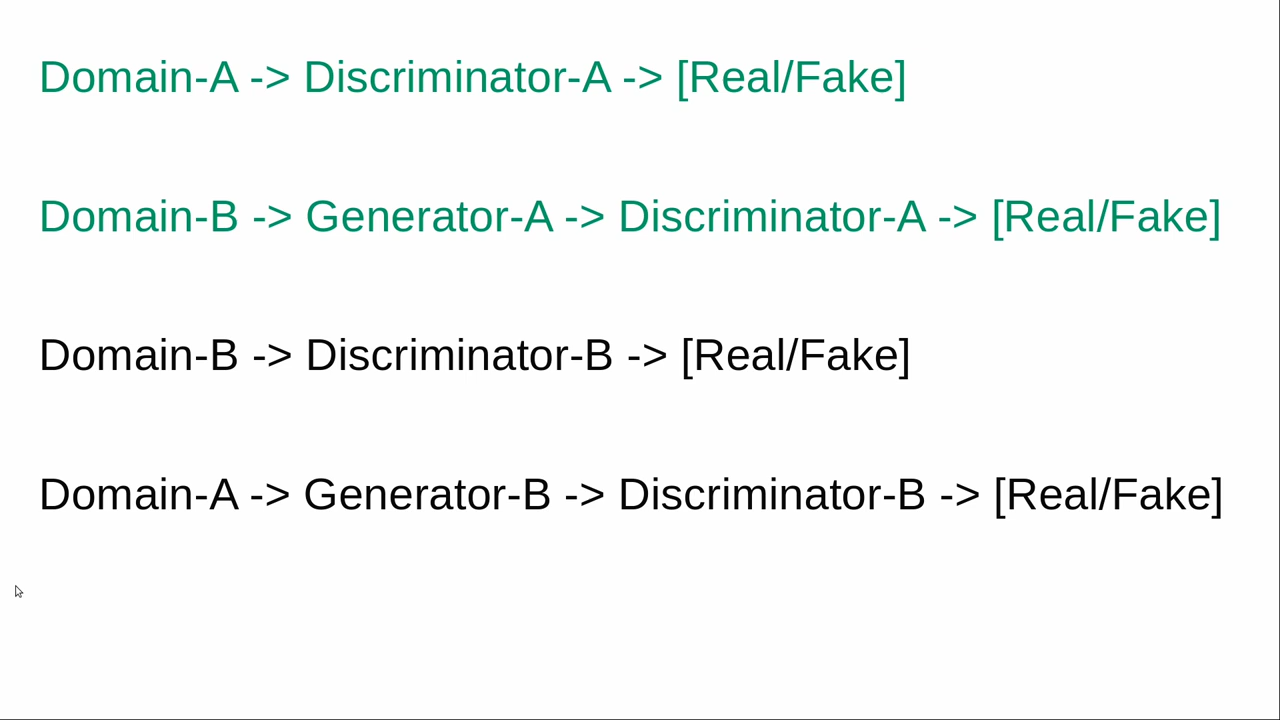 Domain-A -> Discriminator-A -> [Real/Fake]
Domain-B -> Generator-A -> Discriminator-A -> [Real/Fake]
Domain-B -> Discriminator-B -> [Real/Fake]
Domain-A -> Generator-B -> Discriminator-B -> [Real/Fake]